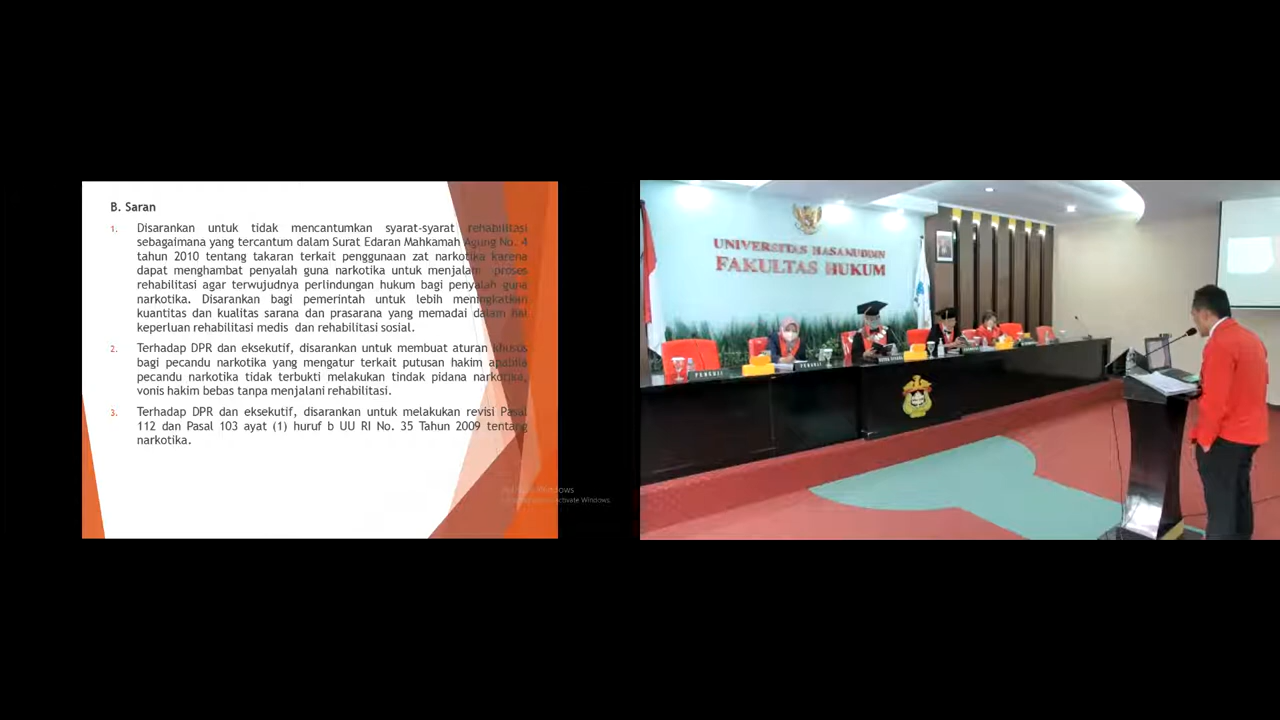 B. Saran
1. Disarankan untuk tidak mencantumkan syarat-syarat rehabilitasi
sebagaimana yang tercantum dalam Surat Edaran Mahkamah Agung No. 4
tahun 2010 tentang takaran terkait penggunaan zat narkotika karena
dapat menghambat penyalah guna narkotika untuk menjalani proses
rehabilitasi agar terwujudnya perlindungan hukum bagi penyalah guna
narkotika. Disarankan bagi pemerintah untuk lebih meningkatkan
kuantitas dan kualitas sarana dan prasarana yang memadai dalam hal
keperluan rehabilitasi medis dan rehabilitasi sosial.
2. Terhadap DPR dan eksekutif, disarankan untuk membuat aturan khusus
bagi pecandu narkotika yang mengatur terkait putusan hakim apabila
pecandu narkotika tidak terbukti melakukan tindak pidana narkotika,
vonis hakim bebas tanpa menjalani rehabilitasi.
3. Terhadap DPR dan eksekutif, disarankan untuk melakukan revisi Pasal
112 dan Pasal 103 ayat (1) huruf b UU RI No. 35 Tahun 2009 tentang
narkotika.
Windows
activate Windows.
UNIVERSITAS HASANUDDIN
FAKULTAS HUKUM
PENGUJI